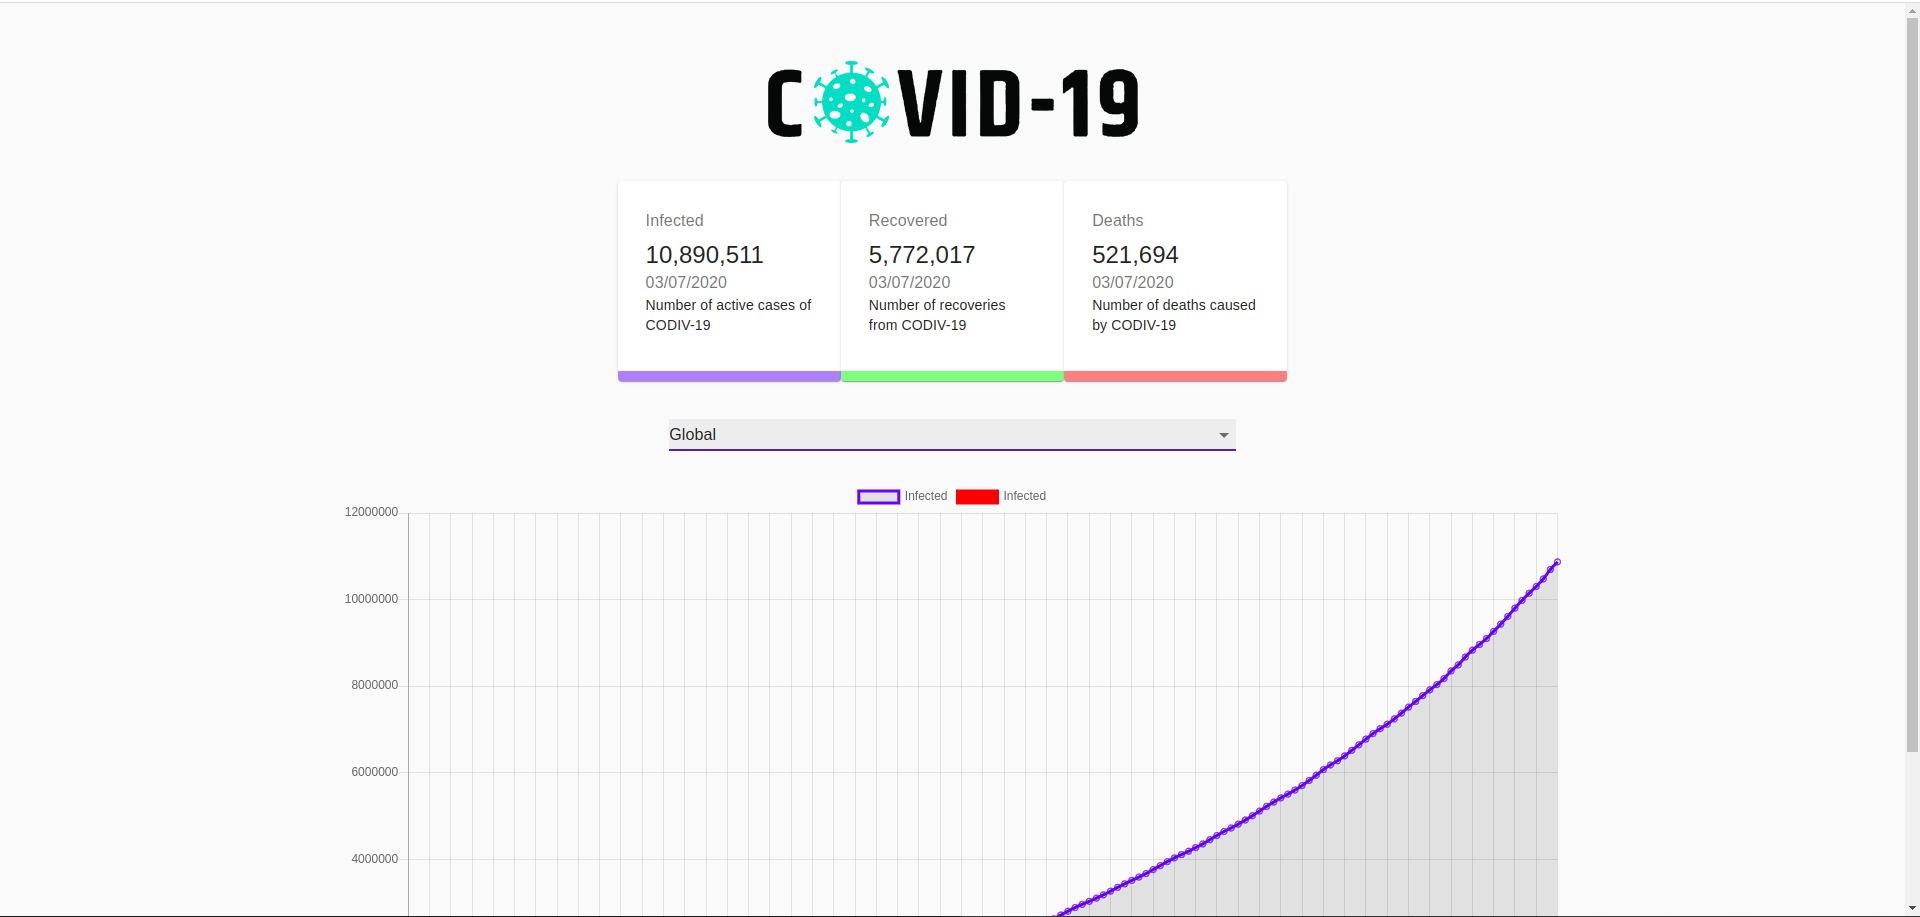 COVID-19
Infected
10,890,511
03/07/2020
Number of active cases of
CODIV-19
Recovered
5,772,017
03/07/2020
Number of recoveries
from CODIV-19
Deaths
521,694
03/07/2020
Number of deaths caused
by CODIV-19
Global
Infected Infected
12000000
10000000
8000000
6000000
4000000